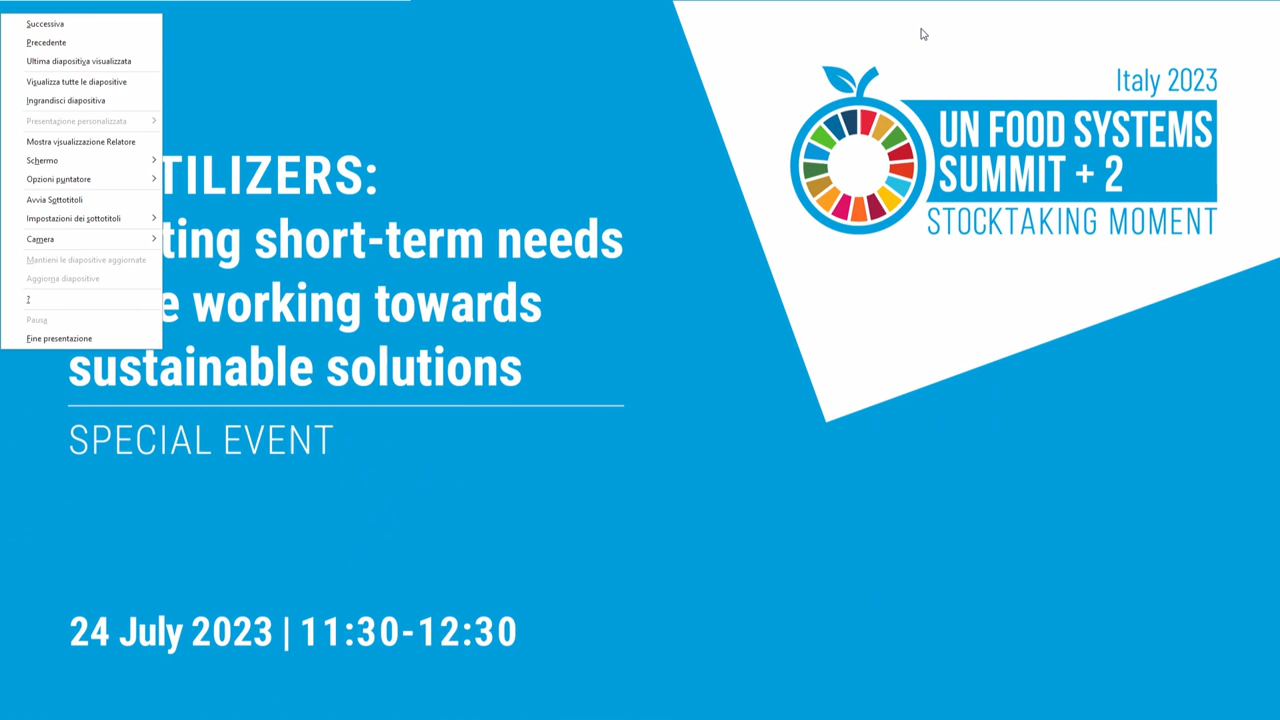 Successiva
Precedente
Ultima diapositiva visualizzata
Visualizza tutte le diapositive
Ingrandisci diapositiva
Presentazione personalizzata
Mostra visualizzazione Relatore
Schermo
Opzioni puntatore
Avvia Sottotitoli
Impostazioni dei sottotitoli
Camera
Mantieni le diapositive aggiornate
Aggiorna diapositive
?
Pausa
Fine presentazione
TILIZERS:
ting short-term needs
e working towards
sustainable solutions
SPECIAL EVENT
24 July 2023 | 11:30-12:30
Italy 2023
UN FOOD SYSTEMS
SUMMIT + 2
STOCKTAKING MOMENT